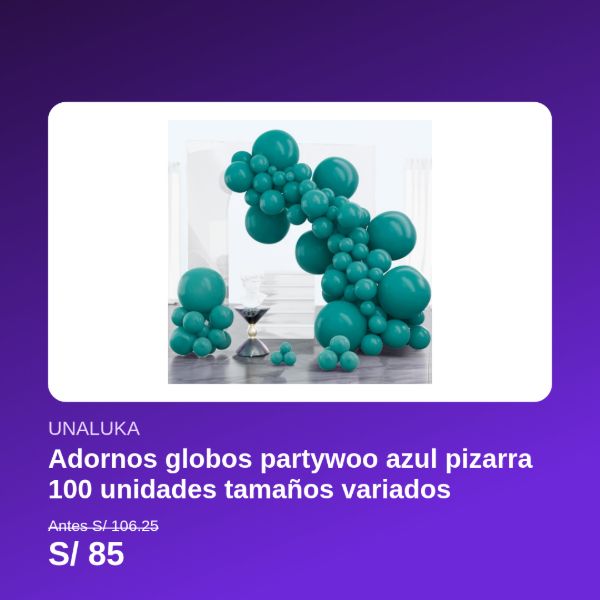 UNALUKA
Adornos globos partywoo azul pizarra
100 unidades tamaños variados
Antes S/ 106.25
S/ 85